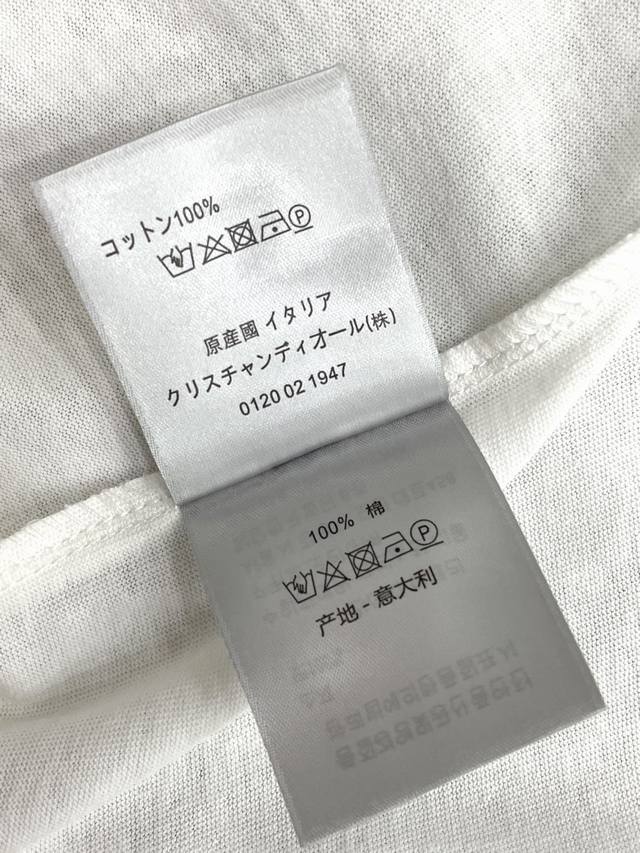 コットン100%
原産國 イタリア
クリスチャンディオール(株)
0120 02 1947
100% 棉
产地 - 意大利